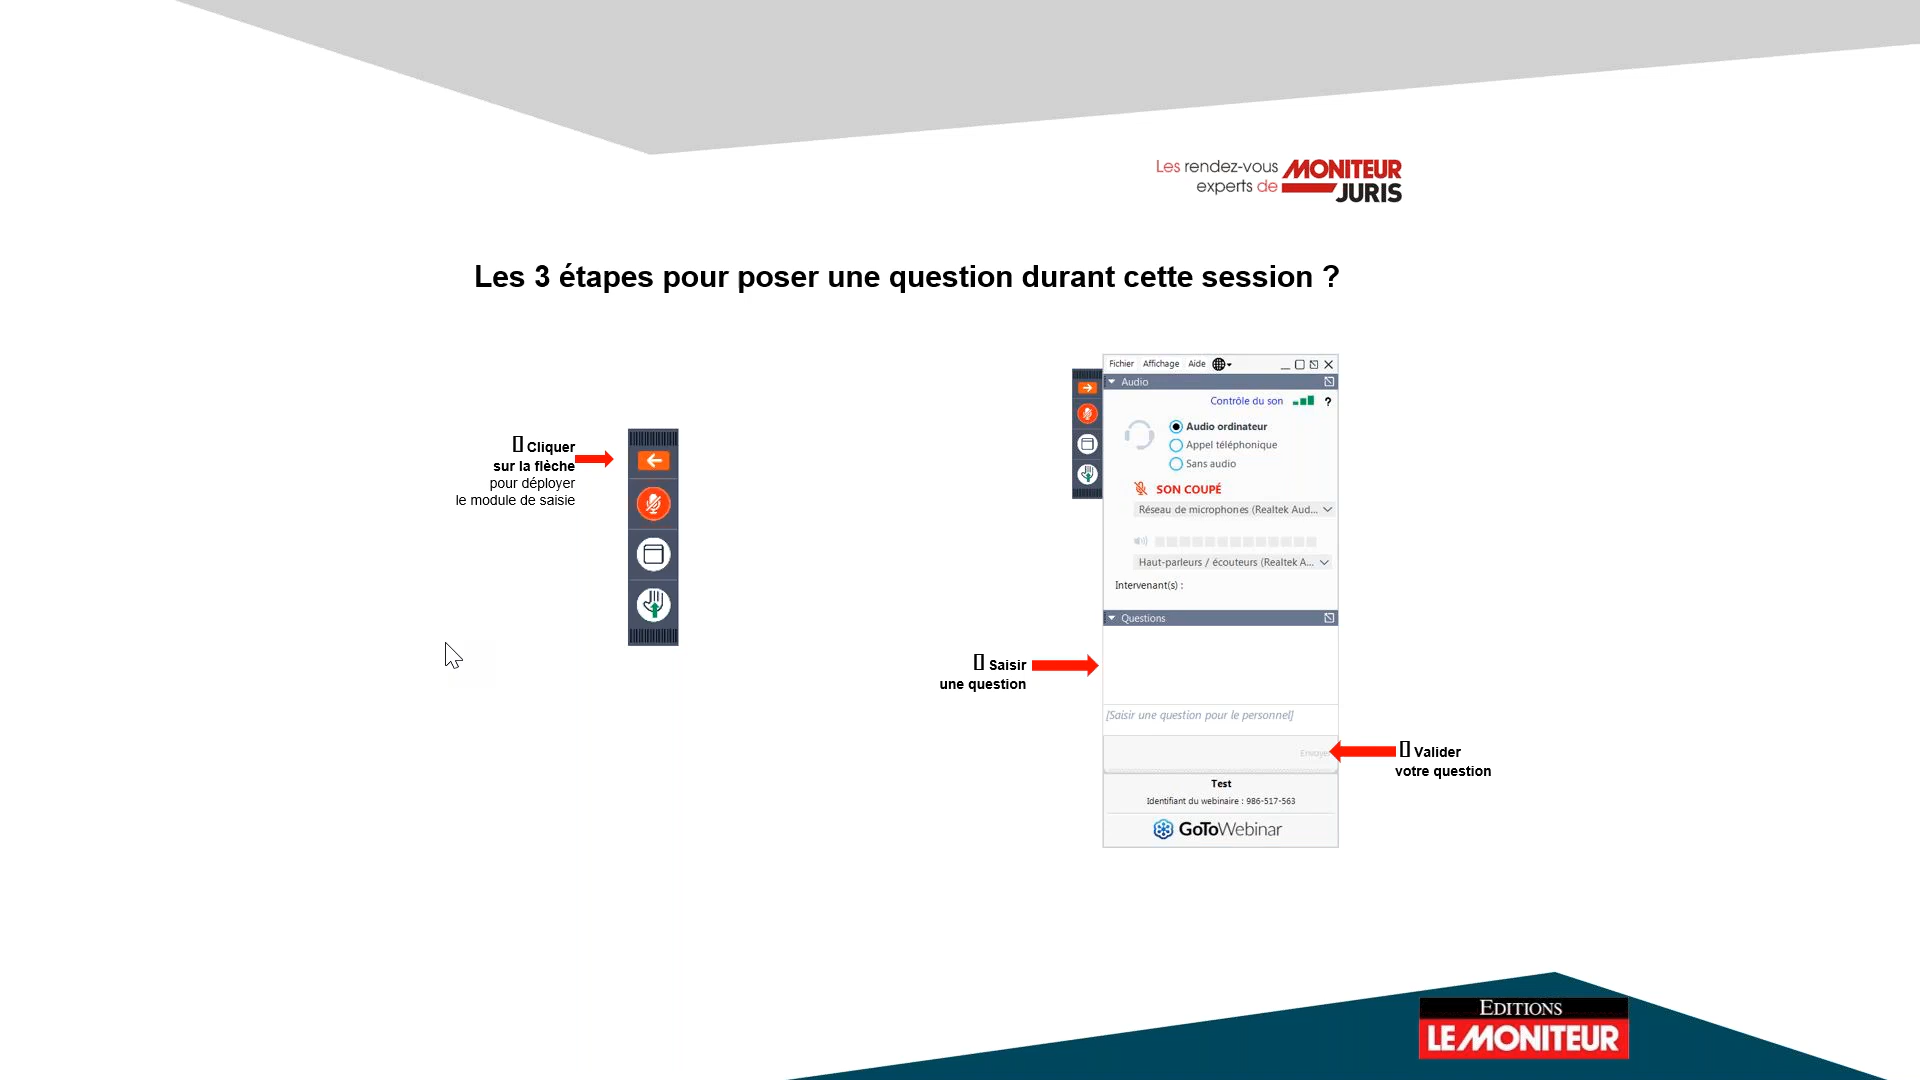 Les rendez-vous MONITEUR
experts de JURIS
Les 3 étapes pour poser une question durant cette session ?
Cliquer
sur la flèche
pour déployer
le module de saisie
Fichier Affichage Aide
Audio
Contrôle du son ?
Audio ordinateur
Appel téléphonique
Sans audio
SON COUPÉ
Réseau de microphones (Realtek Aud...
Haut-parleurs / écouteurs (Realtek A...
Intervenant(s) :
Questions
Saisir
une question
[Saisir une question pour le personnel]
Valider
votre question
Test
Identifiant du webinaire : 986-517-563
GoToWebinar
EDITIONS
LE MONITEUR